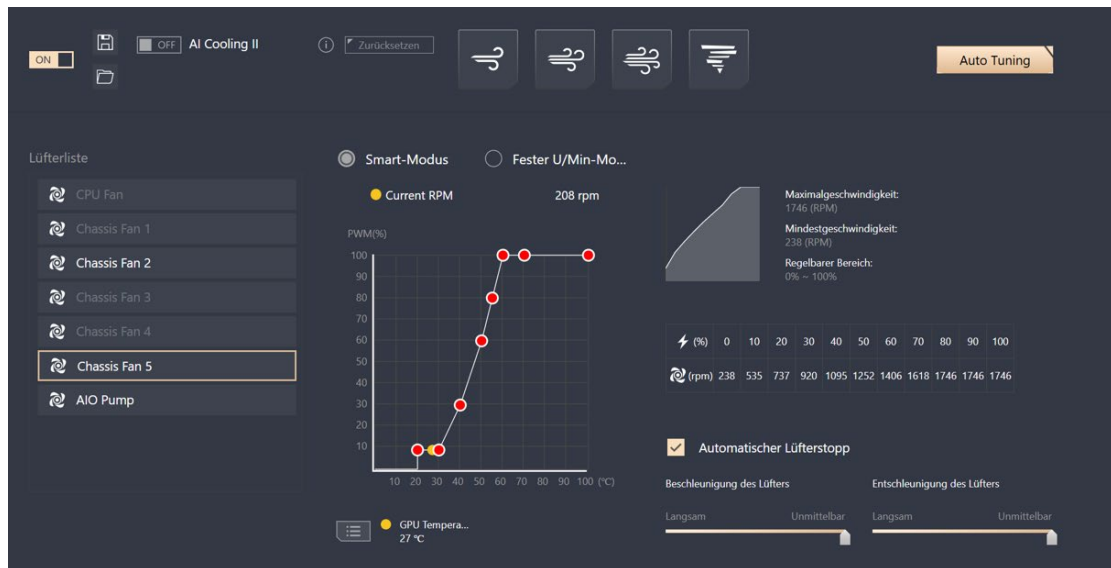 ON
OFF AI Cooling II
Zurücksetzen
Auto Tuning
Lüfterliste
CPU Fan
Chassis Fan 1
Chassis Fan 2
Chassis Fan 3
Chassis Fan 4
Chassis Fan 5
AIO Pump
Smart-Modus
Fester U/Min-Mo...
Current RPM 208 rpm
PWM(%)
100
90
80
70
60
50
40
30
20
10
10 20 30 40 50 60 70 80 90 100 (°C)
GPU Tempera...
27 °C
Maximalgeschwindigkeit:
1746 (RPM)
Mindestgeschwindigkeit:
238 (RPM)
Regelbarer Bereich:
0% ~ 100%
(%) 0 10 20 30 40 50 60 70 80 90 100
(rpm) 238 535 737 920 1095 1252 1406 1618 1746 1746 1746
Automatischer Lüfterstopp
Beschleunigung des Lüfters
Langsam Unmittelbar
Entschleunigung des Lüfters
Langsam Unmittelbar